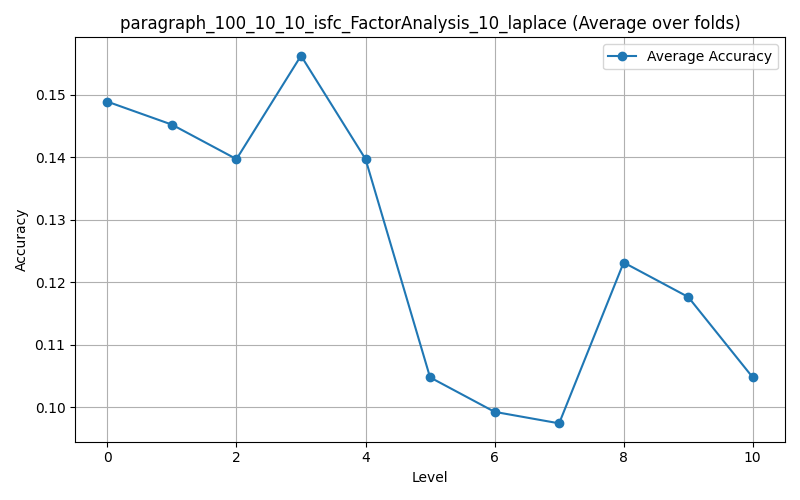 paragraph_100_10_10_isfc_FactorAnalysis_10_laplace (Average over folds)
Average Accuracy
0.15
0.14
0.13
0.12
0.11
0.10
Accuracy
0 2 4 6 8 10
Level